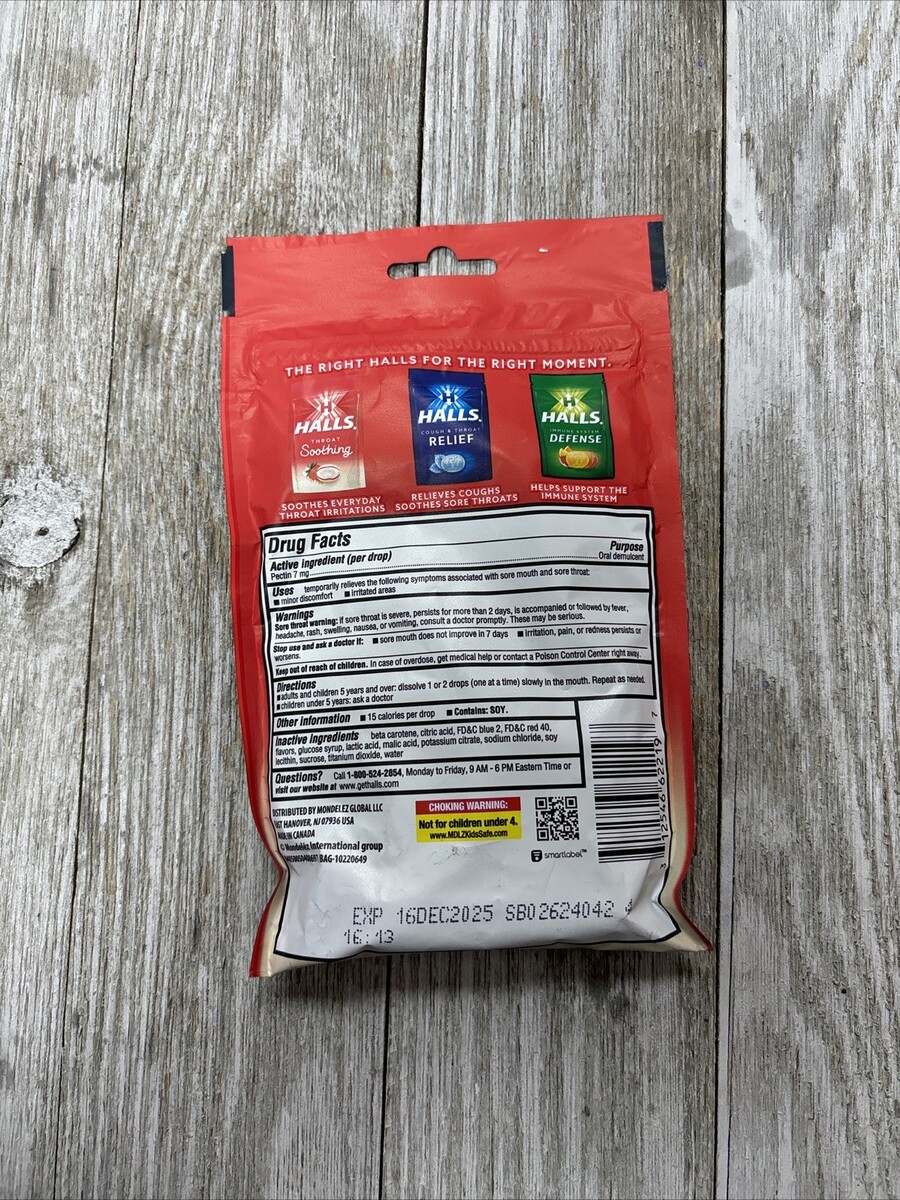 THE RIGHT HALLS FOR THE RIGHT MOMENT.
HALLS
THROAT
Soothing
SOOTHES EVERYDAY
THROAT IRRITATIONS
HALLS
COUGH & THROAT
RELIEF
RELIEVES COUGHS
SOOTHES SORE THROATS
HALLS
IMMUNE SYSTEM
DEFENSE
HELPS SUPPORT THE
IMMUNE SYSTEM
Drug Facts
Active ingredient (per drop) Purpose
Pectin 7 mg Oral demulcent
Uses temporarily relieves the following symptoms associated with sore mouth and sore throat:
■ minor discomfort ■ irritated areas
Warnings
Sore throat warning: if sore throat is severe, persists for more than 2 days, is accompanied or followed by fever,
headache, rash, swelling, nausea, or vomiting, consult a doctor promptly. These may be serious.
Stop use and ask a doctor if: ■ sore mouth does not improve in 7 days ■ irritation, pain, or redness persists or
worsens.
Keep out of reach of children. In case of overdose, get medical help or contact a Poison Control Center right away.
Directions
■ adults and children 5 years and over: dissolve 1 or 2 drops (one at a time) slowly in the mouth. Repeat as needed.
■ children under 5 years: ask a doctor
Other information ■ 15 calories per drop ■ Contains: SOY.
Inactive ingredients beta carotene, citric acid, FD&C blue 2, FD&C red 40,
flavors, glucose syrup, lactic acid, malic acid, potassium citrate, sodium chloride, soy
lecithin, sucrose, titanium dioxide, water
Questions? Call 1-800-524-2854, Monday to Friday, 9 AM - 6 PM Eastern Time or
visit our website at www.gethalls.com
DISTRIBUTED BY MONDELEZ GLOBAL LLC
EAST HANOVER, NJ 07936 USA
MADE IN CANADA
© Mondelēz International group
BAG-10220649
CHOKING WARNING:
Not for children under 4.
www.MDLZKidsSafe.com
smartlabel™
3 12546 62219 7
EXP 16DEC2025 SB02624042 4
16:43